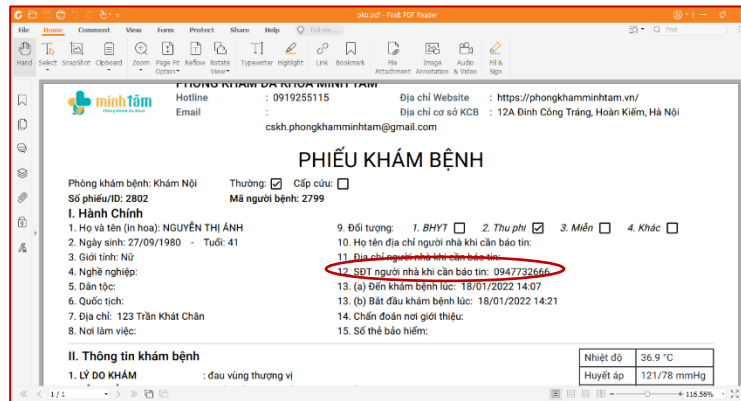 pkb.pdf - Foxit PDF Reader
File Home Comment View Form Protect Share Help Tell me... Find
Hand Select SnapShot Clipboard Zoom Page Fit Option Reflow Rotate View Typewriter Highlight Link Bookmark File Attachment Image Annotation Audio & Video Fill & Sign
PHÒNG KHÁM ĐA KHOA MINH TÂM
minh tâm
Phòng Khám Đa Khoa
Hotline : 0919255115 Địa chỉ Website : https://phongkhamminhtam.vn/
Email : Địa chỉ cơ sở KCB : 12A Đinh Công Tráng, Hoàn Kiếm, Hà Nội
cskh.phongkhamminhtam@gmail.com
PHIẾU KHÁM BỆNH
Phòng khám bệnh: Khám Nội Thường: ☑ Cấp cứu: ☐
Số phiếu/ID: 2802 Mã người bệnh: 2799
I. Hành Chính
1. Họ và tên (in hoa): NGUYỄN THỊ ÁNH 9. Đối tượng: 1. BHYT ☐ 2. Thu phí ☑ 3. Miễn ☐ 4. Khác ☐
2. Ngày sinh: 27/09/1980 - Tuổi: 41 10. Họ tên địa chỉ người nhà khi cần báo tin:
3. Giới tính: Nữ 11. Địa chỉ người nhà khi cần báo tin:
4. Nghề nghiệp: 12. SĐT người nhà khi cần báo tin: 0947732666
5. Dân tộc: 13. (a) Đến khám bệnh lúc: 18/01/2022 14:07
6. Quốc tịch: 13. (b) Bắt đầu khám bệnh lúc: 18/01/2022 14:21
7. Địa chỉ: 123 Trần Khát Chân 14. Chẩn đoán nơi giới thiệu:
8. Nơi làm việc: 15. Số thẻ bảo hiểm:
II. Thông tin khám bệnh Nhiệt độ 36.9 °C
1. LÝ DO KHÁM : đau vùng thượng vị Huyết áp 121/78 mmHg
1 / 1 116.56%